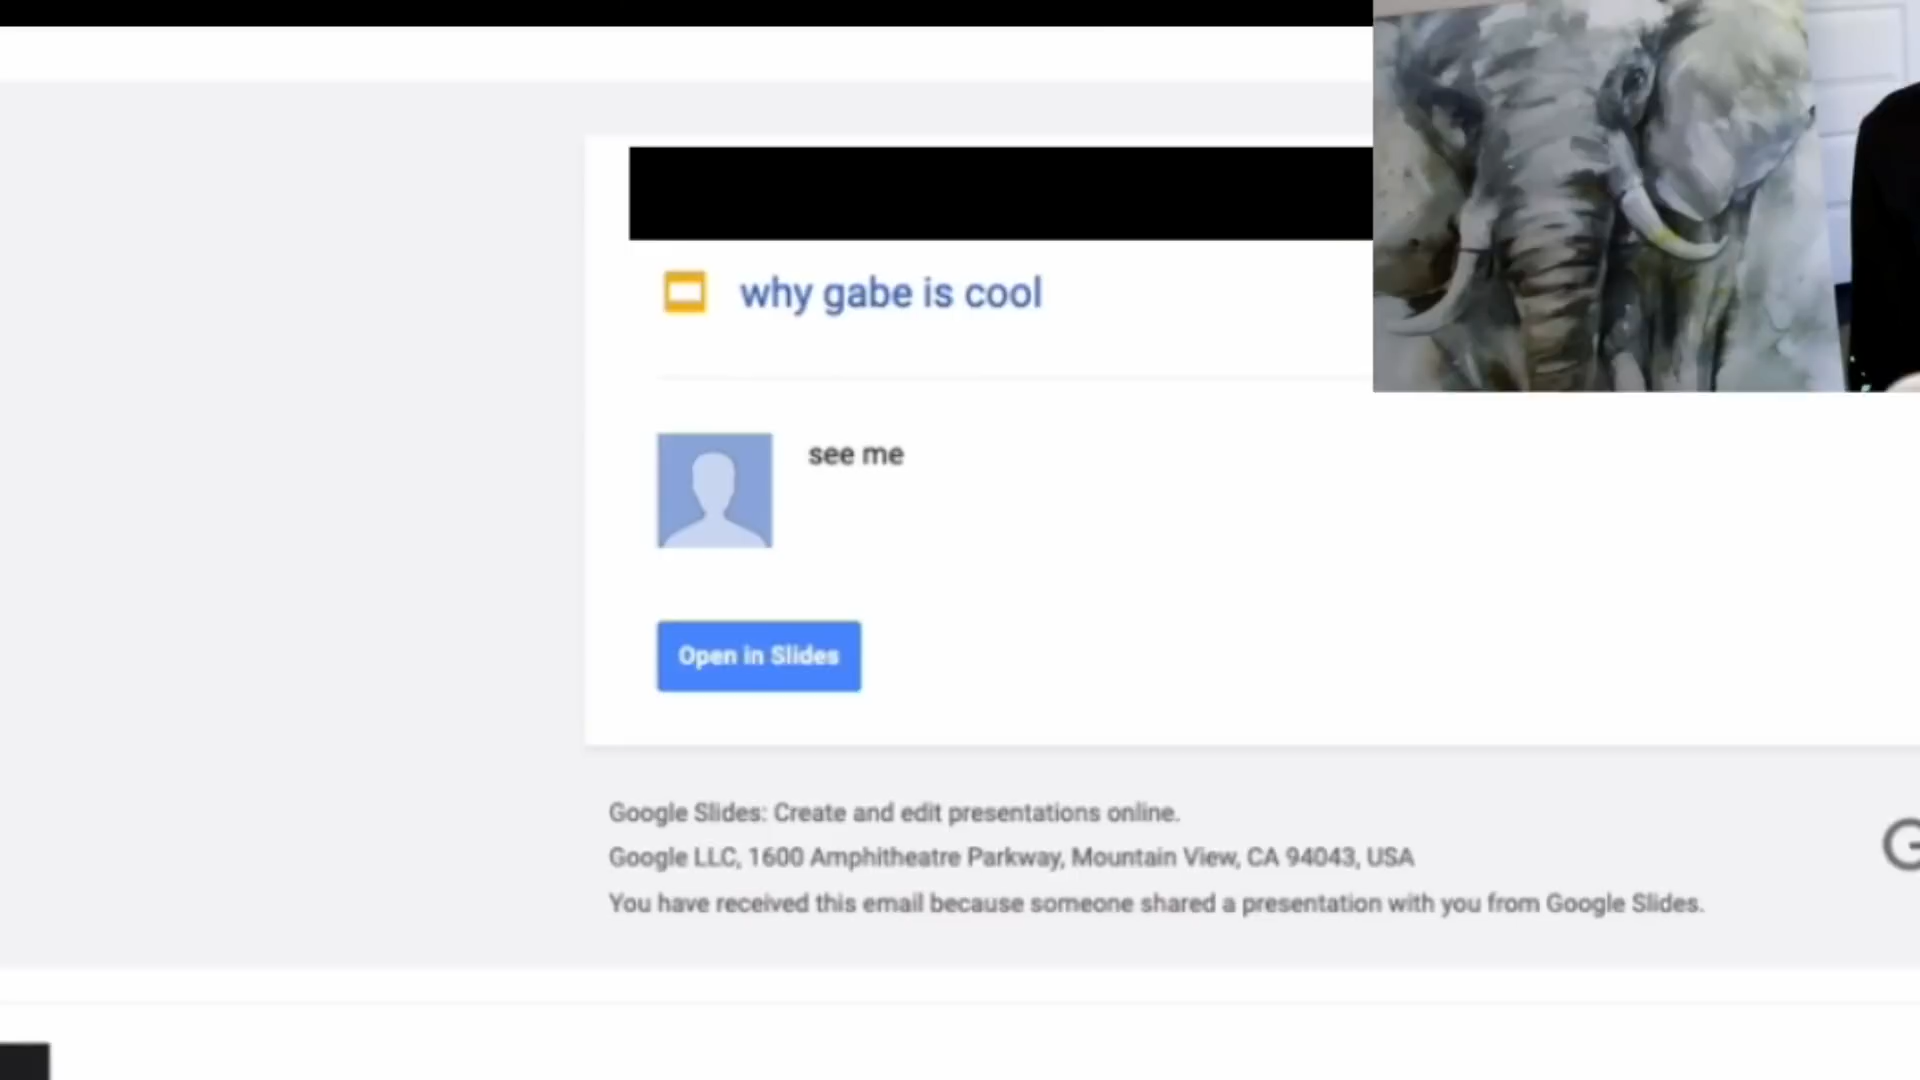 why gabe is cool
see me
Open in Slides
Google Slides: Create and edit presentations online.
Google LLC, 1600 Amphitheatre Parkway, Mountain View, CA 94043, USA
You have received this email because someone shared a presentation with you from Google Slides.